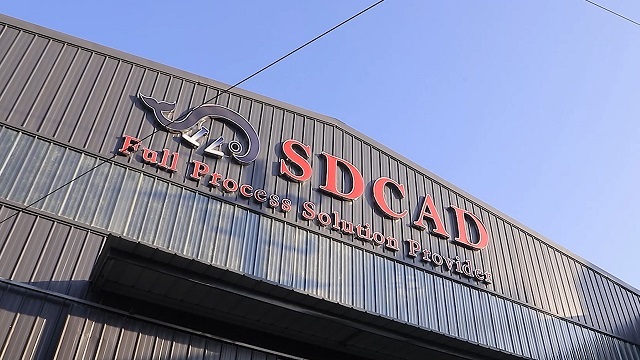 SDCAD
Full Process Solution Provider